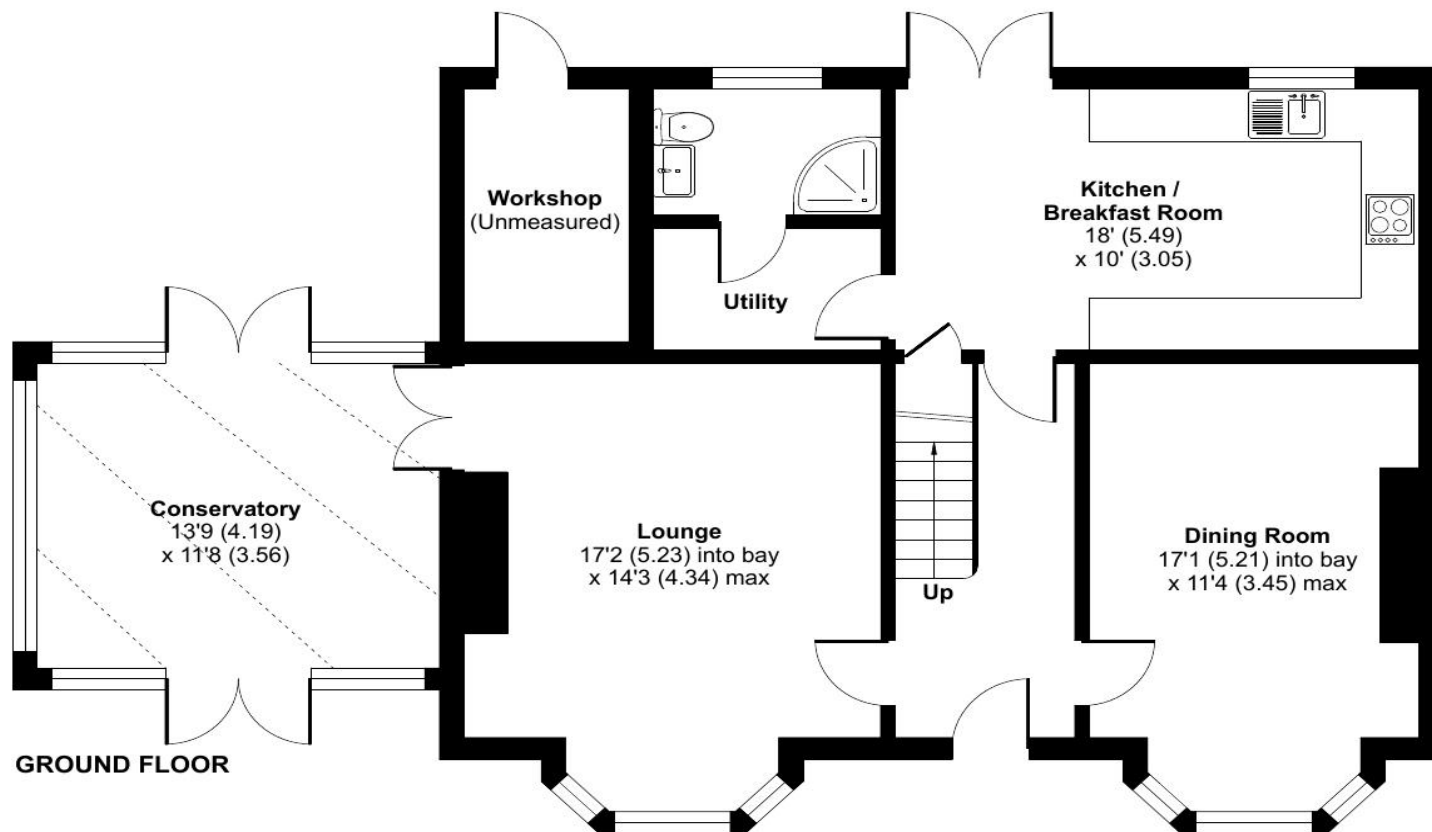 Workshop
(Unmeasured)
Kitchen /
Breakfast Room
18' (5.49)
x 10' (3.05)
Utility
Conservatory
13'9 (4.19)
x 11'8 (3.56)
Lounge
17'2 (5.23) into bay
x 14'3 (4.34) max
Up
Dining Room
17'1 (5.21) into bay
x 11'4 (3.45) max
GROUND FLOOR